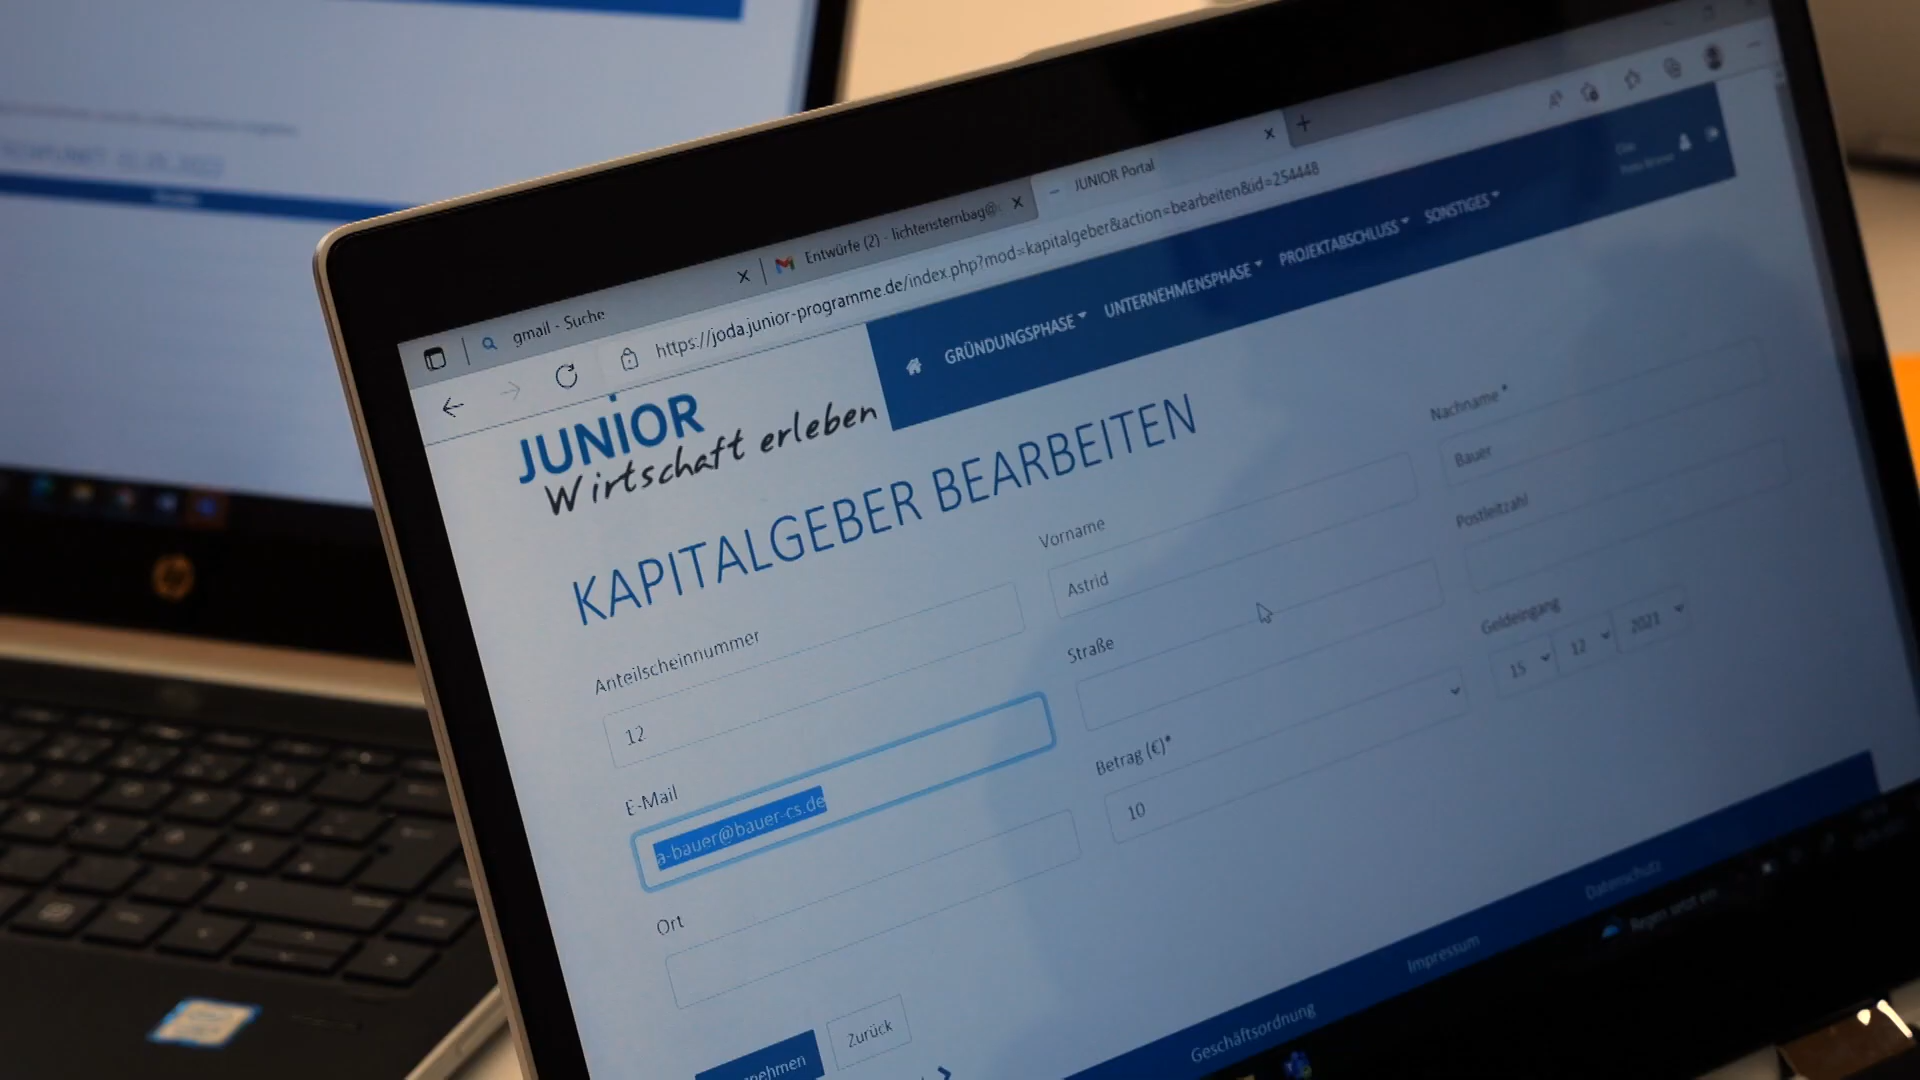 gmail - Suche
Entwürfe (2) - lichtensternbag@
JUNIOR Portal
https://joda.junior-programme.de/index.php?mod=kapitalgeber&action=bearbeiten&id=254448
JUNIOR
Wirtschaft erleben
GRÜNDUNGSPHASE
UNTERNEHMENSPHASE
PROJEKTABSCHLUSS
SONSTIGES
KAPITALGEBER BEARBEITEN
Anteilscheinnummer
12
Vorname
Astrid
Nachname *
Bauer
E-Mail
a-bauer@bauer-cs.de
Straße
Postleitzahl
Ort
Betrag (€)*
10
Geldeingang
15
12
2021
nehmen
Zurück
Geschäftsordnung
Impressum
Datenschutz
hp